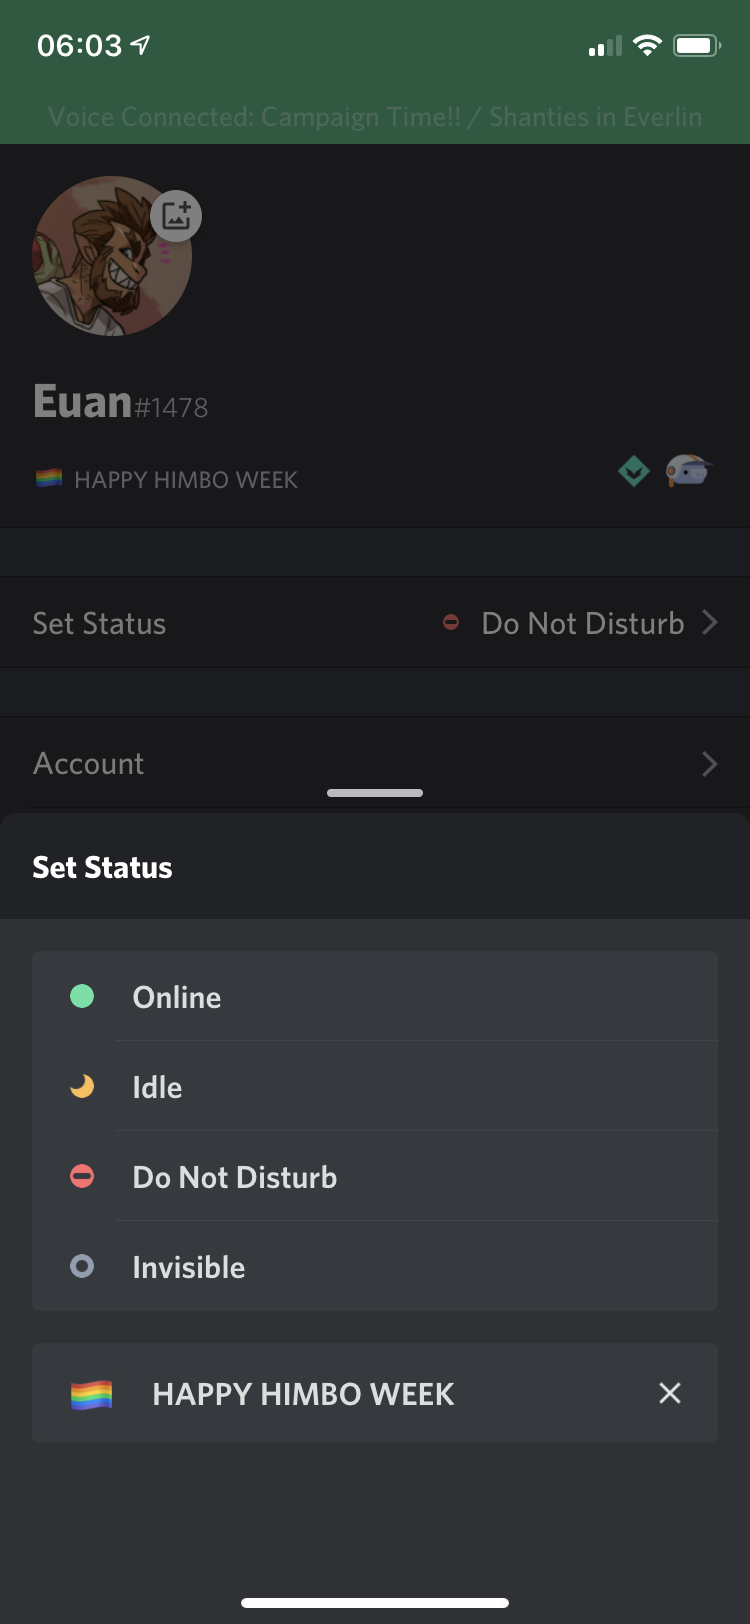 06:03
Voice Connected: Campaign Time!! / Shanties in Everlin
Euan#1478
🏳️‍🌈 HAPPY HIMBO WEEK
Set Status Do Not Disturb
Account
Set Status
Online
Idle
Do Not Disturb
Invisible
🏳️‍🌈 HAPPY HIMBO WEEK